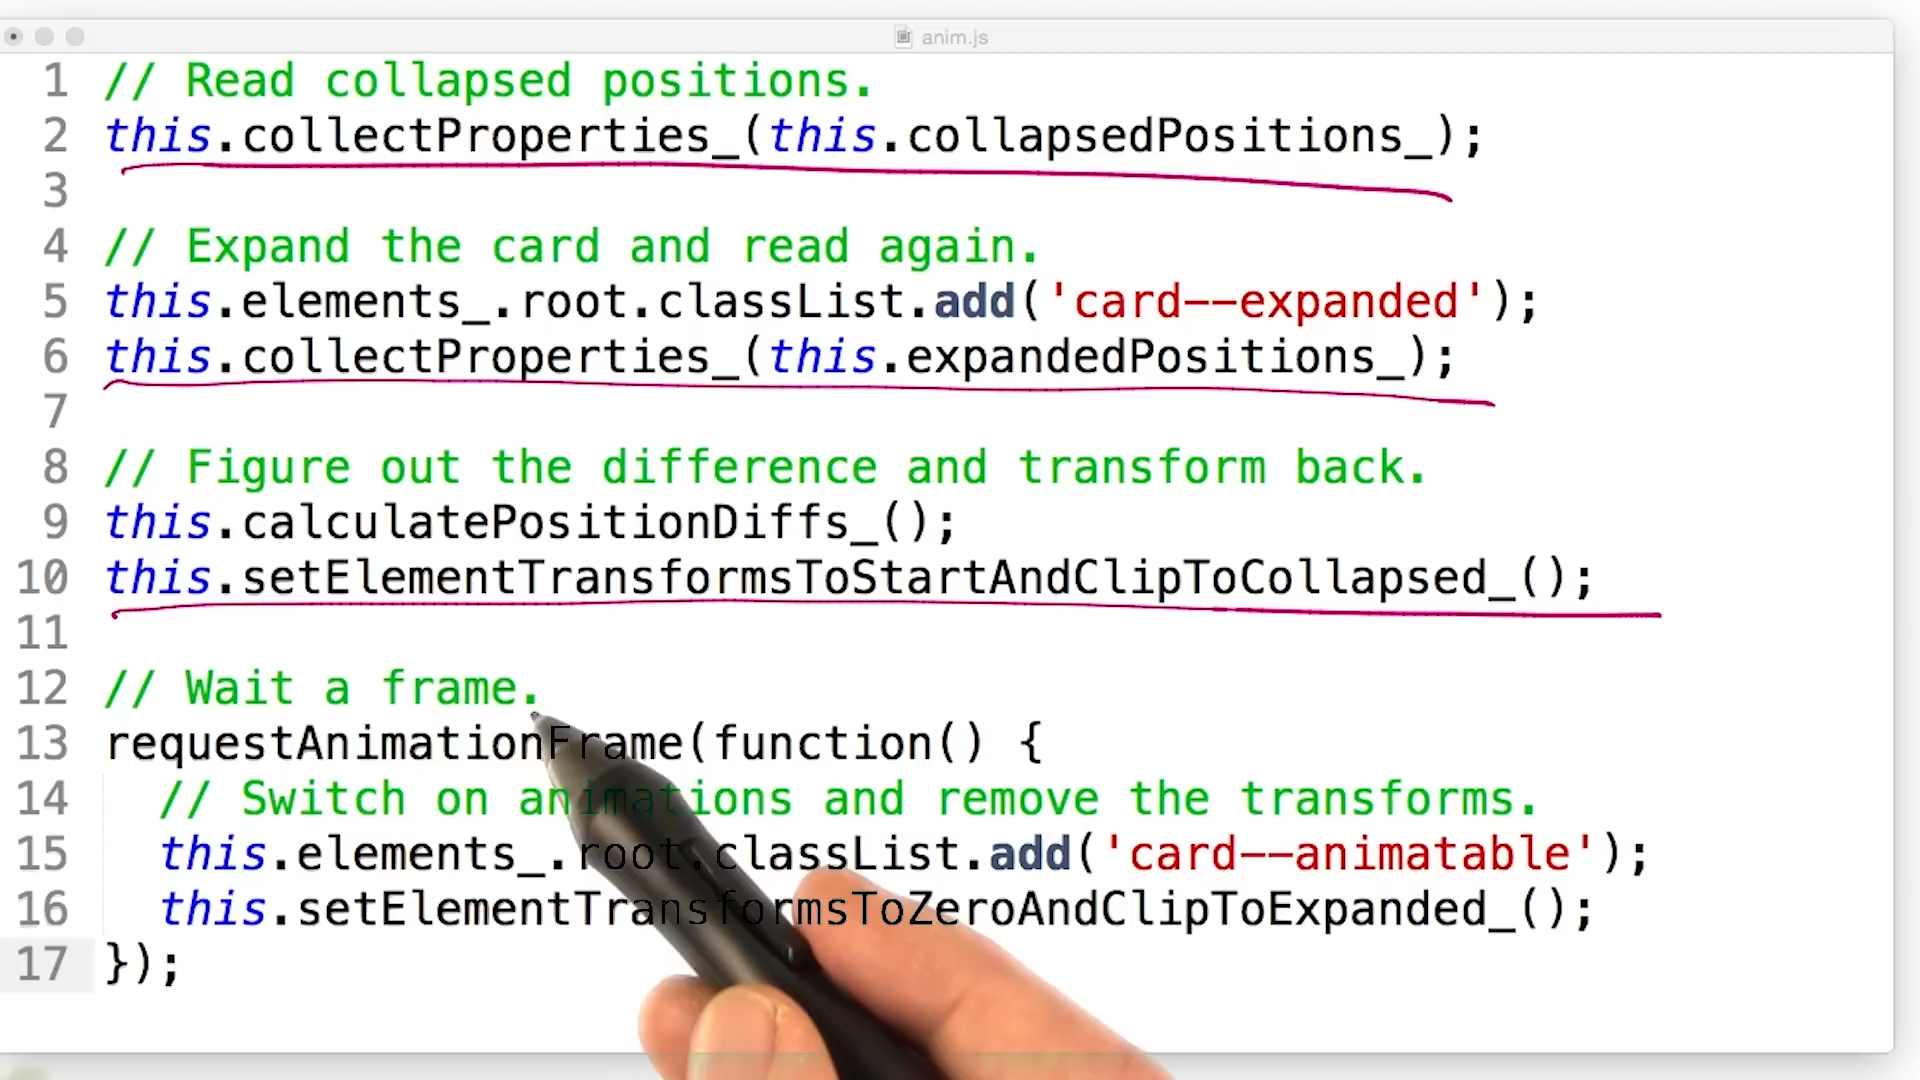 anim.js
1 // Read collapsed positions.
2 this.collectProperties_(this.collapsedPositions_);
3
4 // Expand the card and read again.
5 this.elements_.root.classList.add('card--expanded');
6 this.collectProperties_(this.expandedPositions_);
7
8 // Figure out the difference and transform back.
9 this.calculatePositionDiffs_();
10 this.setElementTransformsToStartAndClipToCollapsed_();
11
12 // Wait a frame.
13 requestAnimationFrame(function() {
14 // Switch on animations and remove the transforms.
15 this.elements_.root.classList.add('card--animatable');
16 this.setElementTransformsToZeroAndClipToExpanded_();
17 });